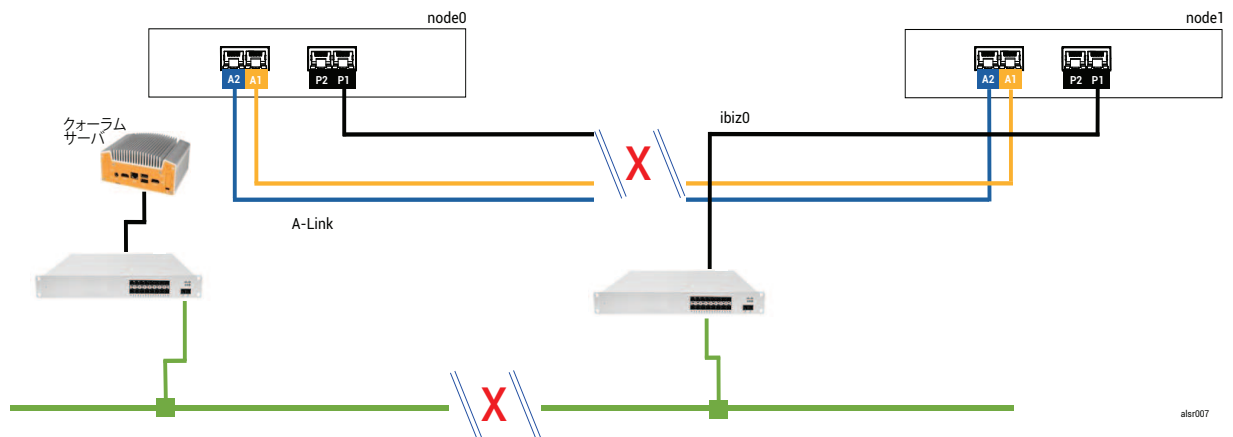 node0
node1
A2 A1 P2 P1
A2 A1 P2 P1
クォーラム
サーバ
ibiz0
X
A-Link
X
alsr007